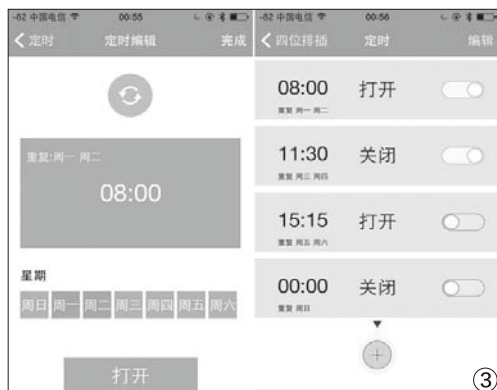 -82 中国电信 00:55
定时 定时编辑 完成
重复:周一 周二
08:00
星期
周日 周一 周二 周三 周四 周五 周六
打开
-82 中国电信 00:56
四位排插 定时 编辑
08:00 打开
重复 周一 周二
11:30 关闭
重复 周三 周四
15:15 打开
重复 周五 周六
00:00 关闭
重复 周日
③